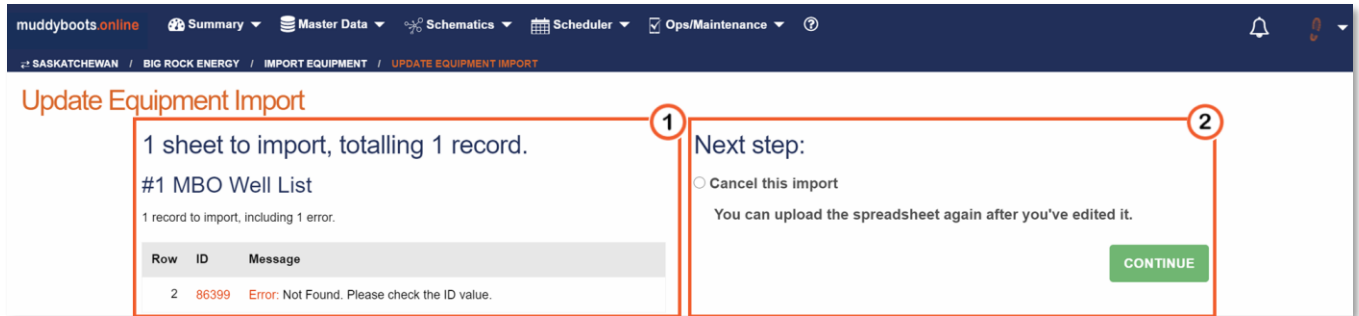 muddyboots.online Summary Master Data Schematics Scheduler Ops/Maintenance ?
SASKATCHEWAN / BIG ROCK ENERGY / IMPORT EQUIPMENT / UPDATE EQUIPMENT IMPORT
Update Equipment Import
1
1 sheet to import, totalling 1 record.
#1 MBO Well List
1 record to import, including 1 error.
Row ID Message
2 86399 Error: Not Found. Please check the ID value.
2
Next step:
Cancel this import
You can upload the spreadsheet again after you've edited it.
CONTINUE